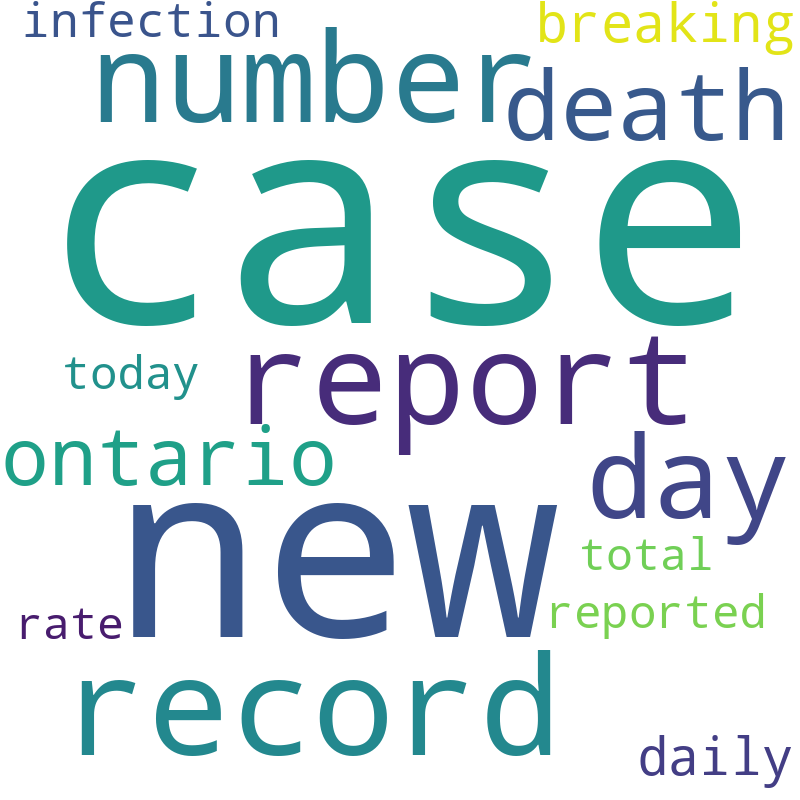 infection
breaking
number
death
case
today
report
ontario
day
new
total
reported
rate
record
daily